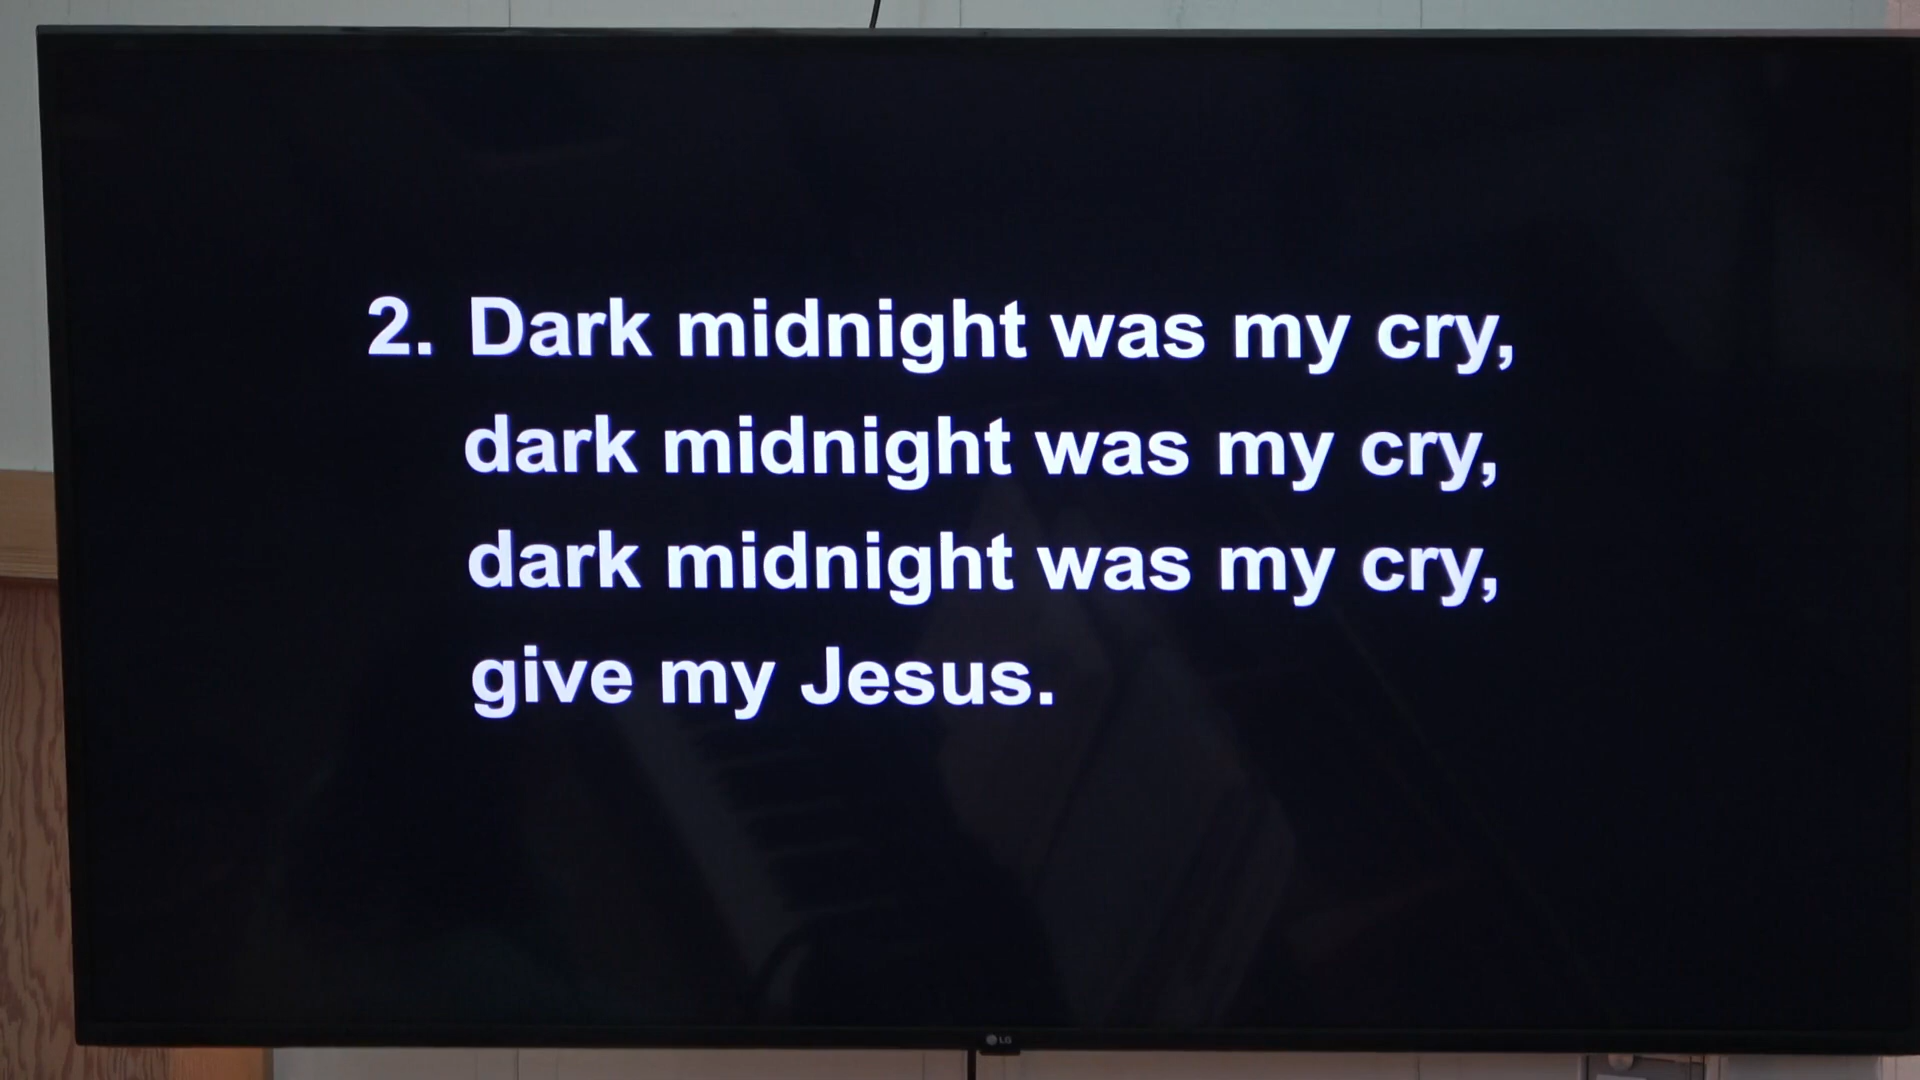 2. Dark midnight was my cry,
dark midnight was my cry,
dark midnight was my cry,
give my Jesus.
LG